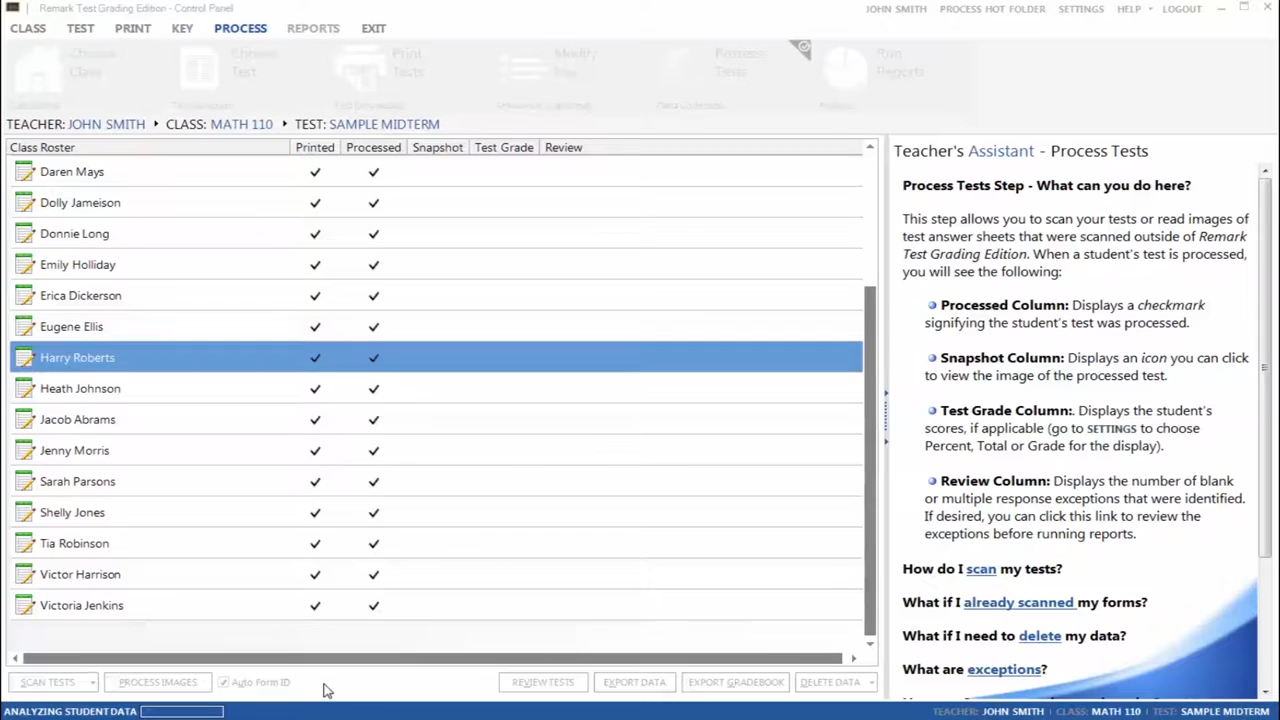 Remark Test Grading Edition - Control Panel
JOHN SMITH PROCESS HOT FOLDER SETTINGS HELP LOGOUT
CLASS TEST PRINT KEY PROCESS REPORTS EXIT
Choose Class
Choose Test
Print Tests
Modify Key
Process Tests
Run Reports
TEACHER: JOHN SMITH CLASS: MATH 110 TEST: SAMPLE MIDTERM
Class Roster Printed Processed Snapshot Test Grade Review
Daren Mays
Dolly Jameison
Donnie Long
Emily Holliday
Erica Dickerson
Eugene Ellis
Harry Roberts
Heath Johnson
Jacob Abrams
Jenny Morris
Sarah Parsons
Shelly Jones
Tia Robinson
Victor Harrison
Victoria Jenkins
SCAN TESTS PROCESS IMAGES Auto Form ID REVIEW TESTS EXPORT DATA EXPORT GRADEBOOK DELETE DATA
Teacher's Assistant - Process Tests
Process Tests Step - What can you do here?
This step allows you to scan your tests or read images of
test answer sheets that were scanned outside of Remark
Test Grading Edition. When a student's test is processed,
you will see the following:
Processed Column: Displays a checkmark
signifying the student's test was processed.
Snapshot Column: Displays an icon you can click
to view the image of the processed test.
Test Grade Column:. Displays the student's
scores, if applicable (go to SETTINGS to choose
Percent, Total or Grade for the display).
Review Column: Displays the number of blank
or multiple response exceptions that were identified.
If desired, you can click this link to review the
exceptions before running reports.
How do I scan my tests?
What if I already scanned my forms?
What if I need to delete my data?
What are exceptions?
ANALYZING STUDENT DATA
TEACHER: JOHN SMITH | CLASS: MATH 110 | TEST: SAMPLE MIDTERM